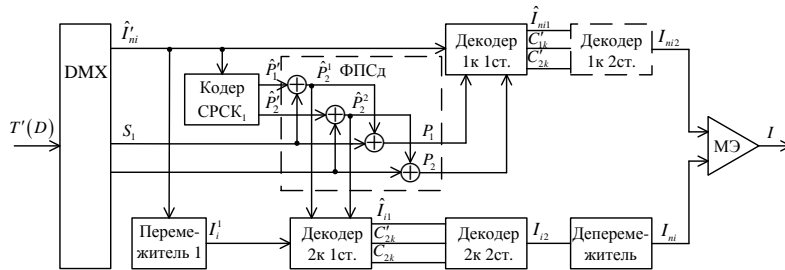 T′(D)
DMX
Î′ni
S1
Кодер
СРСК1
P̂′1
P̂′2
ФПСд
P̂¹2
P̂²2
P1
P2
Декодер
1к 1ст.
Îni1
C′1k
C′2k
Декодер
1к 2ст.
Ini2
МЭ
I
Переме-
житель 1
I¹i
Декодер
2к 1ст.
Îi1
C′2k
C2k
Декодер
2к 2ст.
Ii2
Деперемe-
житель
Ini